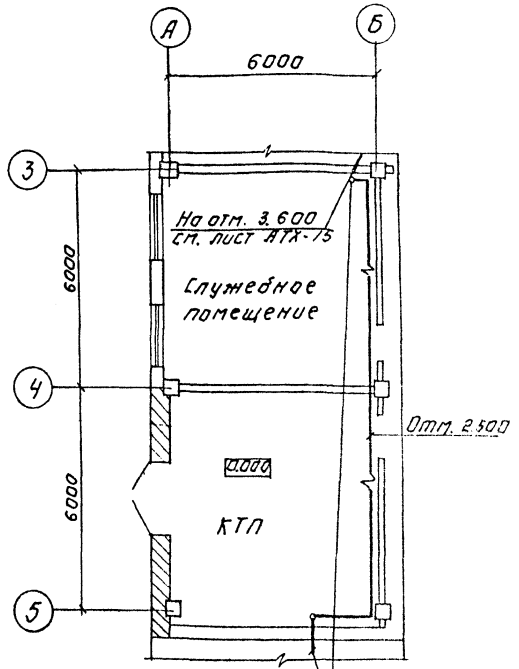 А
Б
6000
3
На отм. 3.600
см. лист АТХ-15
6000
Служебное
помещение
4
Отм. 2.500
0.000
6000
КТП
5